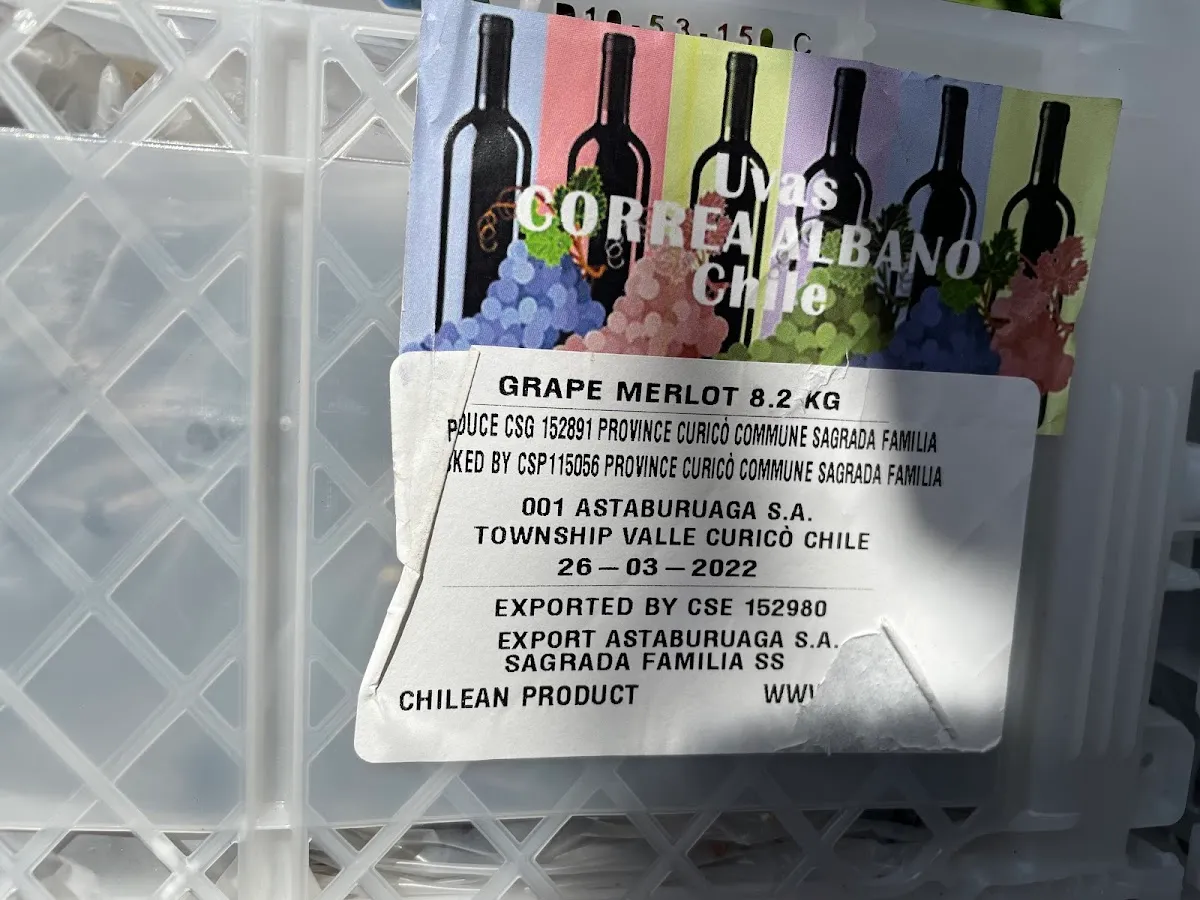 Uvas
CORREA ALBANO
Chile
GRAPE MERLOT 8.2 KG
CSG 152891 PROVINCE CURICÒ COMMUNE SAGRADA FAMILIA
BY CSP115056 PROVINCE CURICÒ COMMUNE SAGRADA FAMILIA
001 ASTABURUAGA S.A.
TOWNSHIP VALLE CURICÒ CHILE
26–03–2022
EXPORTED BY CSE 152980
EXPORT ASTABURUAGA S.A.
SAGRADA FAMILIA SS
CHILEAN PRODUCT